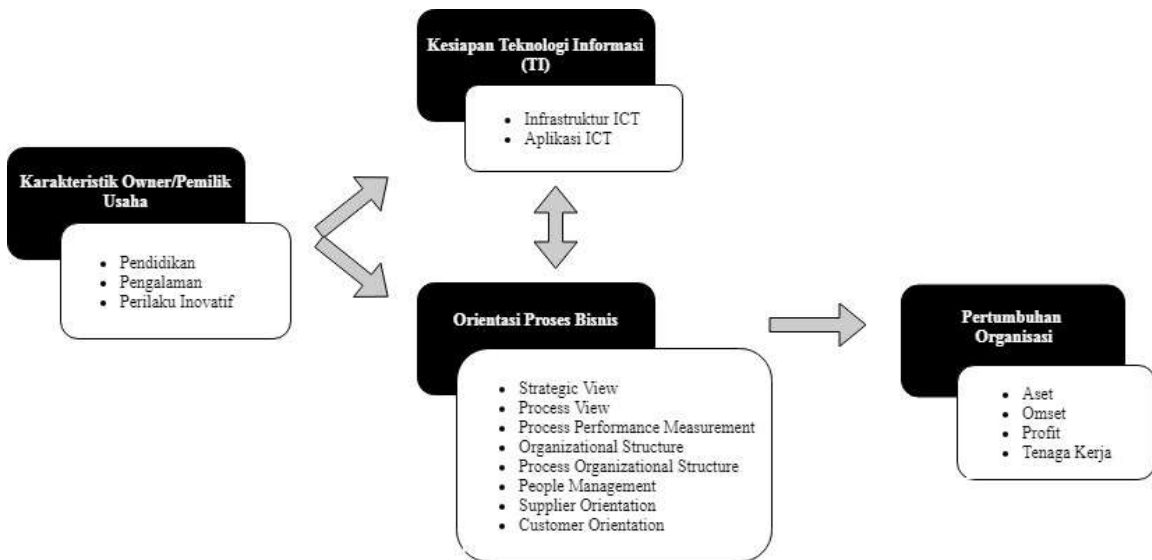 Kesiapan Teknologi Informasi
(TI)
• Infrastruktur ICT
• Aplikasi ICT
Karakteristik Owner/Pemilik
Usaha
• Pendidikan
• Pengalaman
• Perilaku Inovatif
Orientasi Proses Bisnis
• Strategic View
• Process View
• Process Performance Measurement
• Organizational Structure
• Process Organizational Structure
• People Management
• Supplier Orientation
• Customer Orientation
Pertumbuhan
Organisasi
• Aset
• Omset
• Profit
• Tenaga Kerja